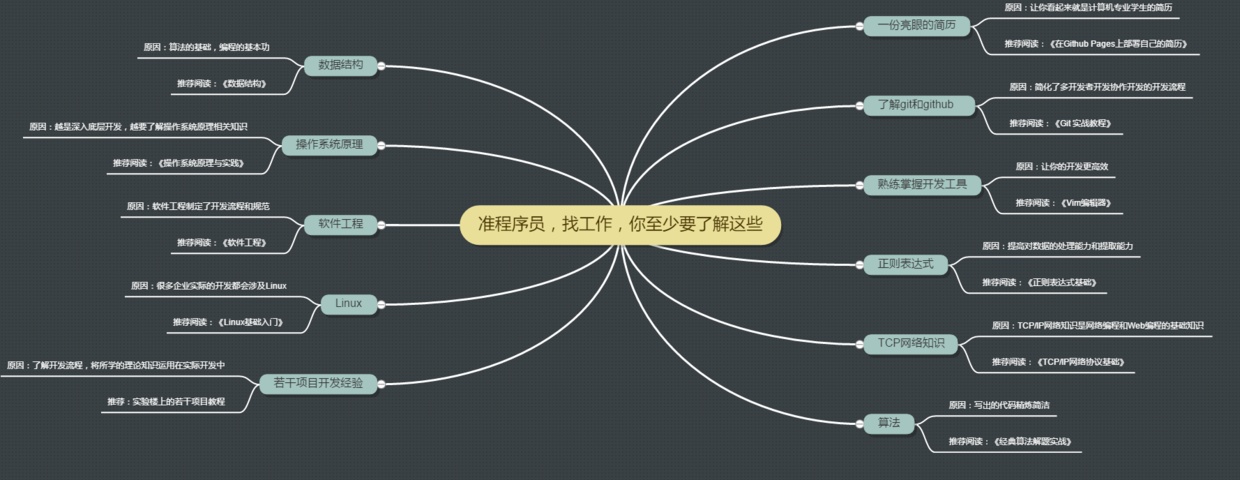 准程序员，找工作，你至少要了解这些
一份亮眼的简历
原因：让你看起来就是计算机专业学生的简历
推荐阅读：《在Github Pages上部署自己的简历》
了解git和github
原因：简化了多开发者开发协作开发的开发流程
推荐阅读：《Git 实战教程》
熟练掌握开发工具
原因：让你的开发更高效
推荐阅读：《Vim编辑器》
正则表达式
原因：提高对数据的处理能力和提取能力
推荐阅读：《正则表达式基础》
TCP网络知识
原因：TCP/IP网络知识是网络编程和Web编程的基础知识
推荐阅读：《TCP/IP网络协议基础》
算法
原因：写出的代码精炼简洁
推荐阅读：《经典算法解题实战》
数据结构
原因：算法的基础，编程的基本功
推荐阅读：《数据结构》
操作系统原理
原因：越是深入底层开发，越要了解操作系统原理相关知识
推荐阅读：《操作系统原理与实践》
软件工程
原因：软件工程制定了开发流程和规范
推荐阅读：《软件工程》
Linux
原因：很多企业实际的开发都会涉及Linux
推荐阅读：《Linux基础入门》
若干项目开发经验
原因：了解开发流程，将所学的理论知识运用在实际开发中
推荐：实验楼上的若干项目教程